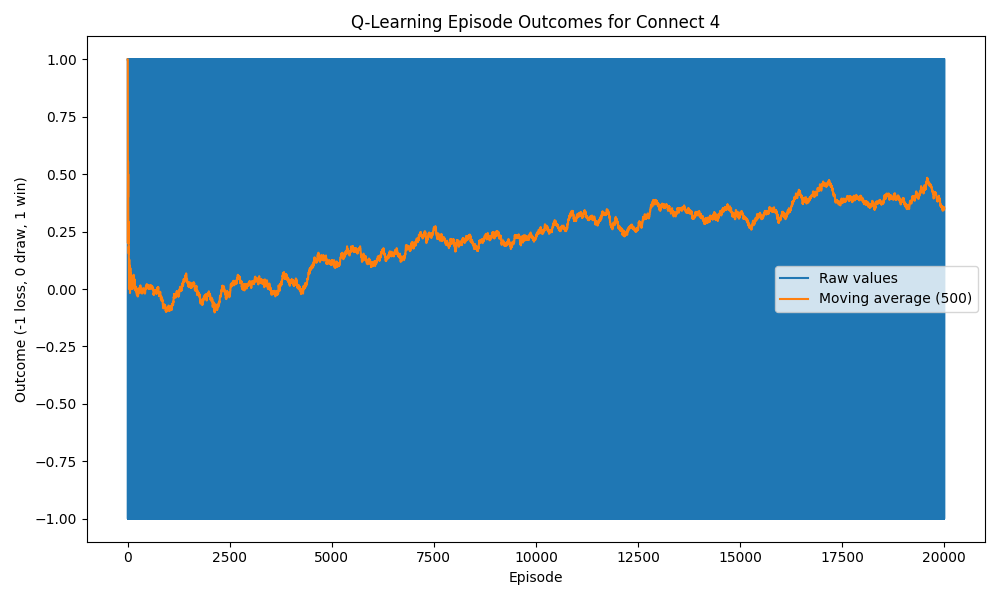 Q-Learning Episode Outcomes for Connect 4
Outcome (-1 loss, 0 draw, 1 win)
1.00
0.75
0.50
0.25
0.00
−0.25
−0.50
−0.75
−1.00
Raw values
Moving average (500)
0 2500 5000 7500 10000 12500 15000 17500 20000
Episode